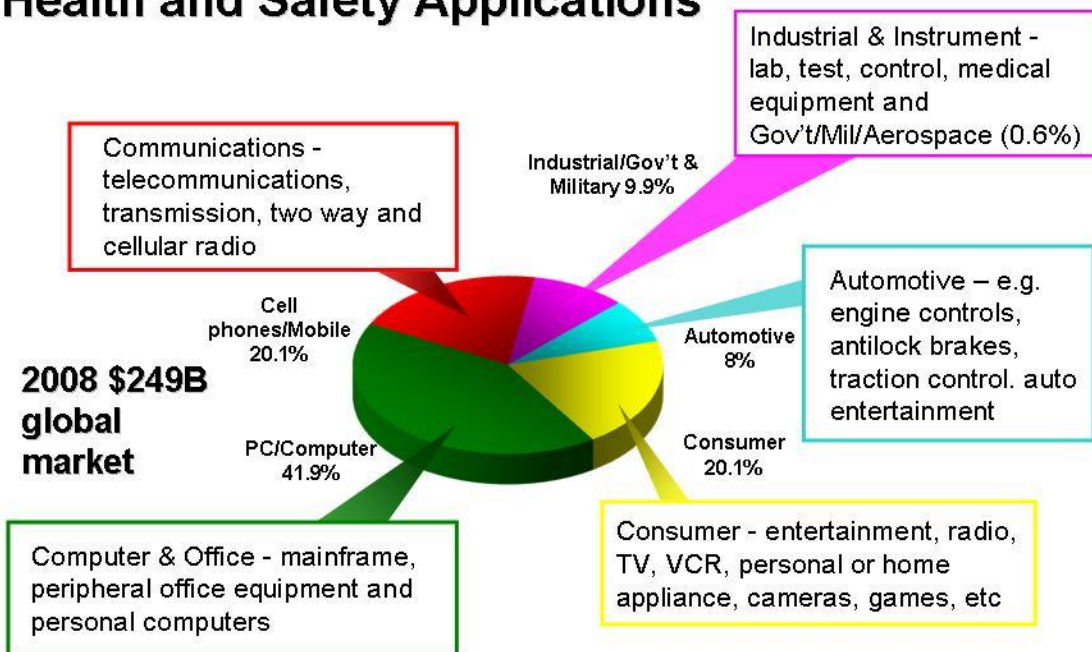 Health and Safety Applications
Industrial & Instrument -
lab, test, control, medical
equipment and
Gov't/Mil/Aerospace (0.6%)
Communications -
telecommunications,
transmission, two way and
cellular radio
Industrial/Gov't &
Military 9.9%
Automotive – e.g.
engine controls,
antilock brakes,
traction control. auto
entertainment
Cell
phones/Mobile
20.1%
Automotive
8%
2008 $249B
global
market
PC/Computer
41.9%
Consumer
20.1%
Computer & Office - mainframe,
peripheral office equipment and
personal computers
Consumer - entertainment, radio,
TV, VCR, personal or home
appliance, cameras, games, etc